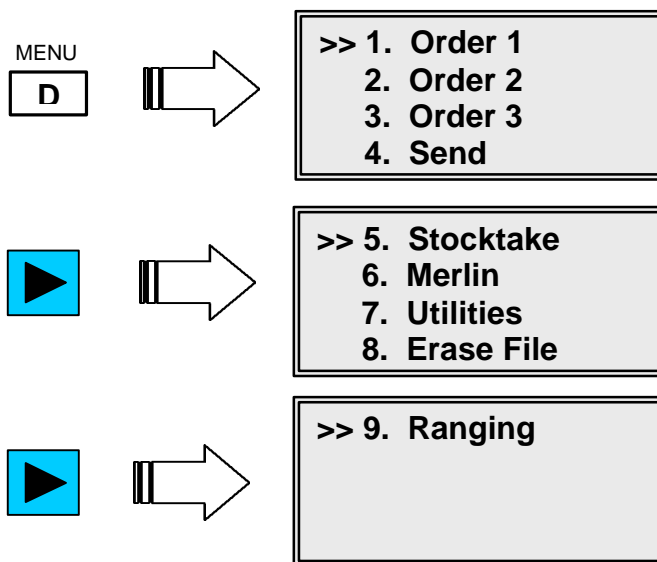 MENU
D
>> 1. Order 1
2. Order 2
3. Order 3
4. Send
>> 5. Stocktake
6. Merlin
7. Utilities
8. Erase File
>> 9. Ranging